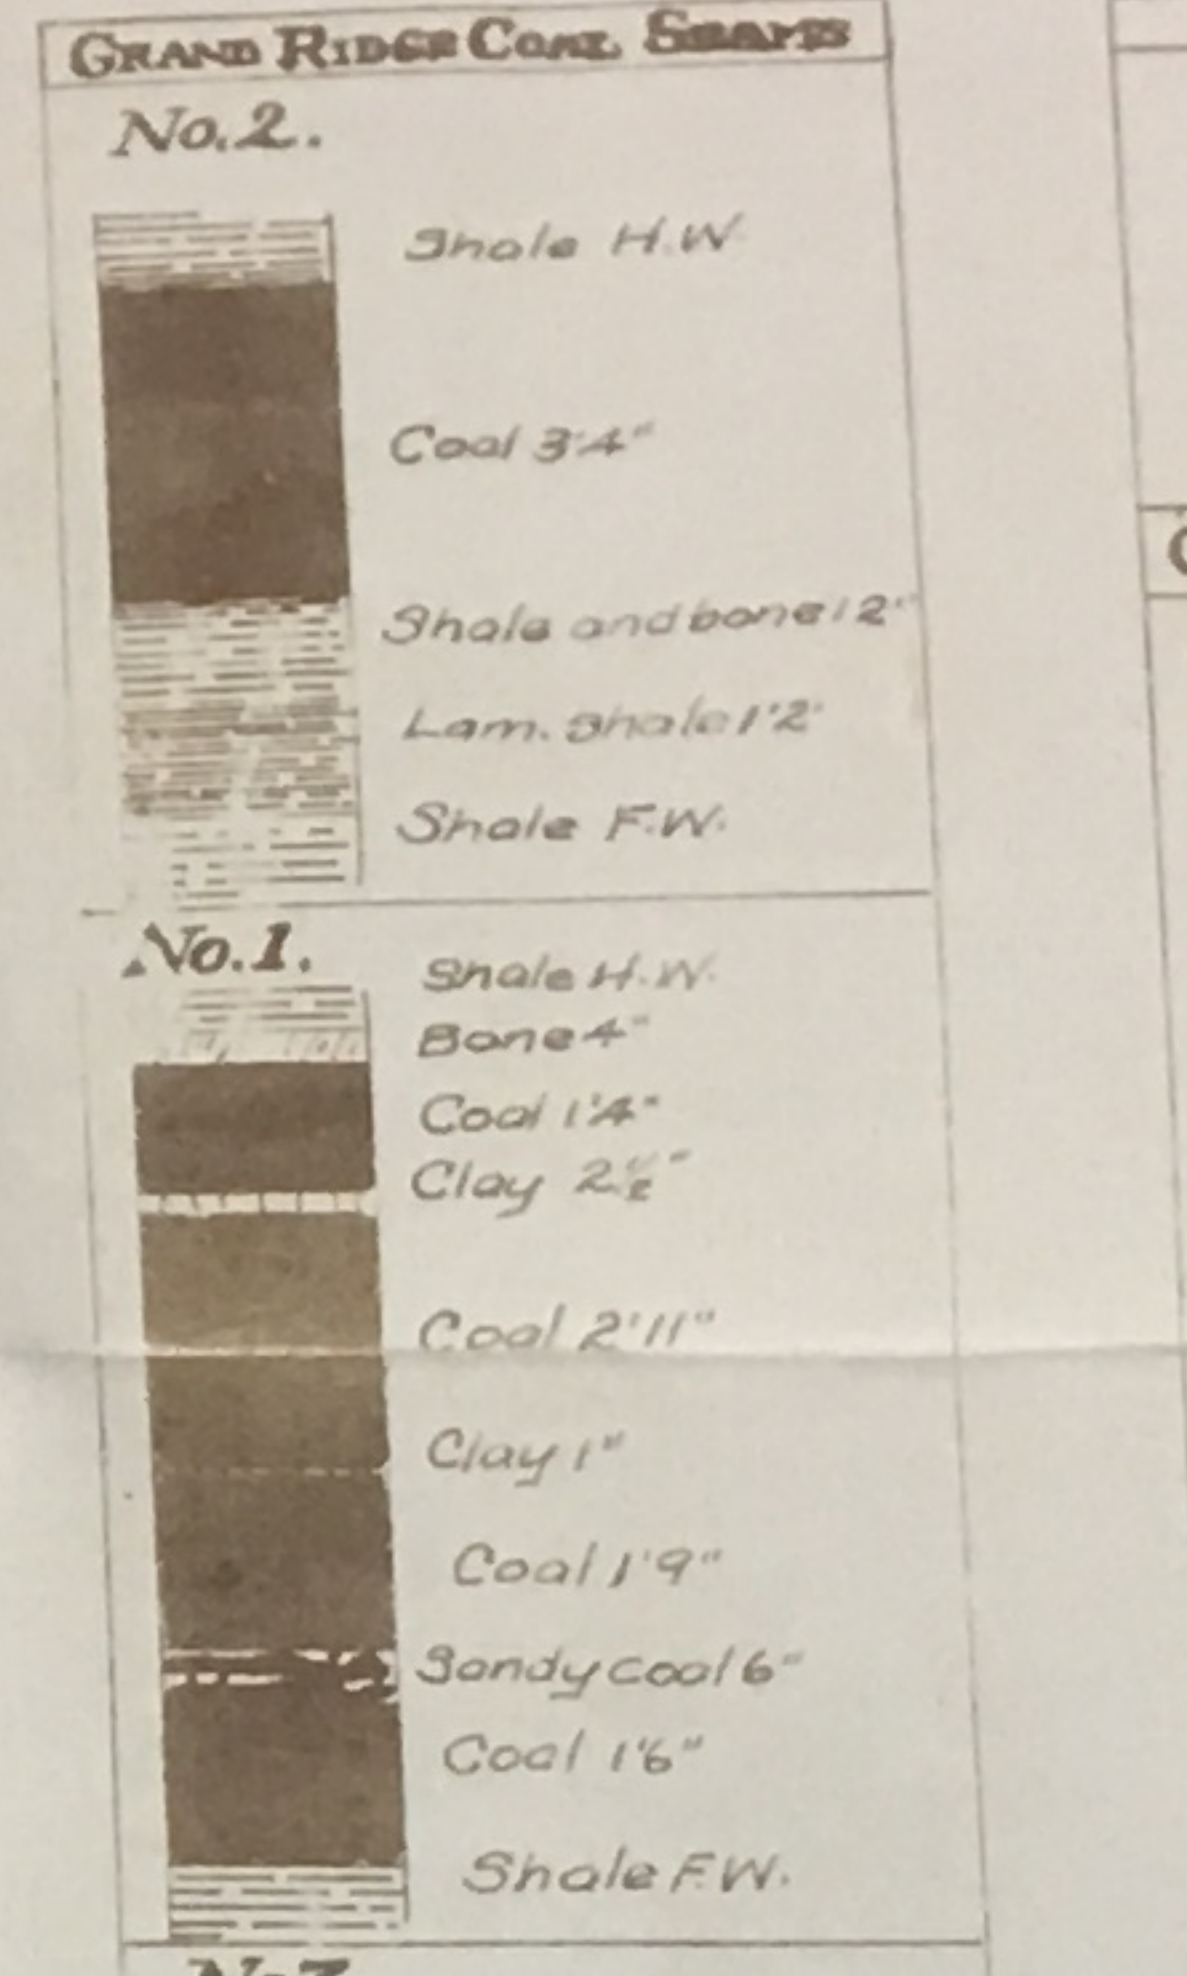 GRAND RIDGE COAL SEAMS
No. 2.
Shale H.W.
Coal 3'4"
Shale and bone 1'2"
Lam. Shale 1'2"
Shale F.W.
No. 1.
Shale H.W.
Bone 4"
Coal 1'4"
Clay 2½"
Coal 2'11"
Clay 1"
Coal 1'9"
Sandy coal 6"
Coal 1'6"
Shale F.W.